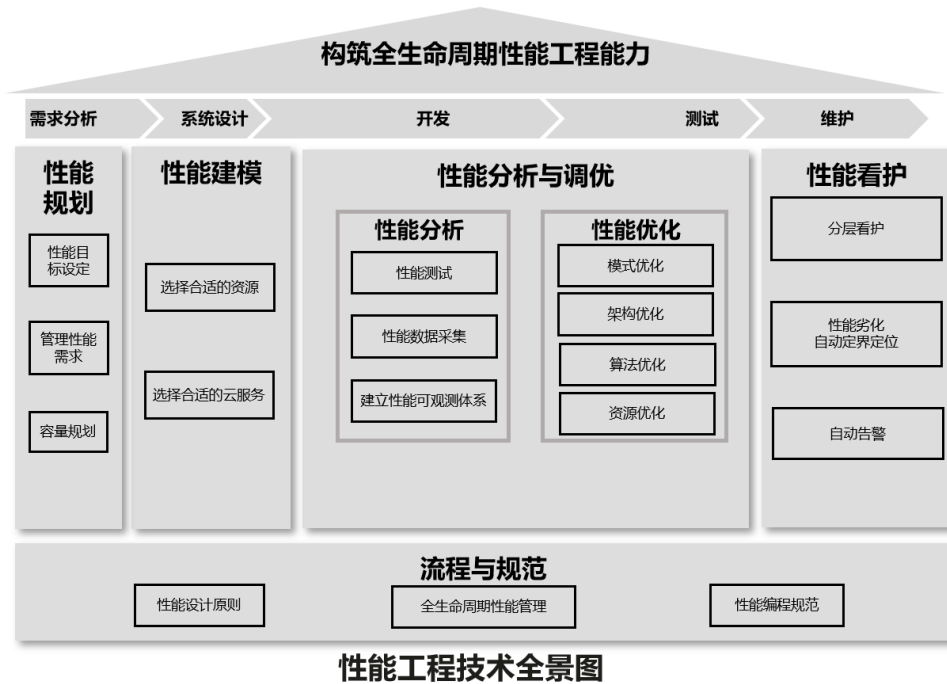 构筑全生命周期性能工程能力
需求分析
系统设计
开发
测试
维护
性能
规划
性能目
标设定
管理性能
需求
容量规划
性能建模
选择合适的资源
选择合适的云服务
性能分析与调优
性能分析
性能测试
性能数据采集
建立性能可观测体系
性能优化
模式优化
架构优化
算法优化
资源优化
性能看护
分层看护
性能劣化
自动定界定位
自动告警
流程与规范
性能设计原则
全生命周期性能管理
性能编程规范
性能工程技术全景图